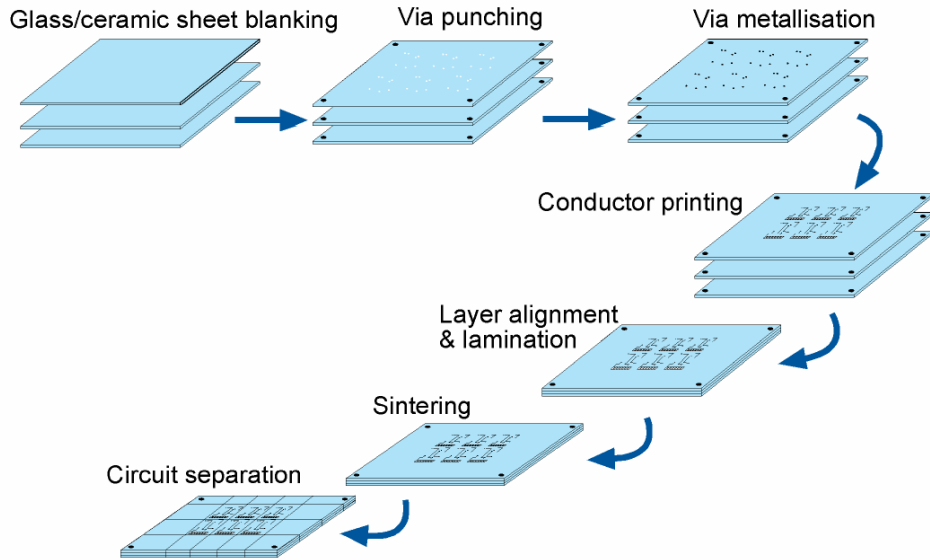 Glass/ceramic sheet blanking
Via punching
Via metallisation
Conductor printing
Layer alignment
& lamination
Sintering
Circuit separation